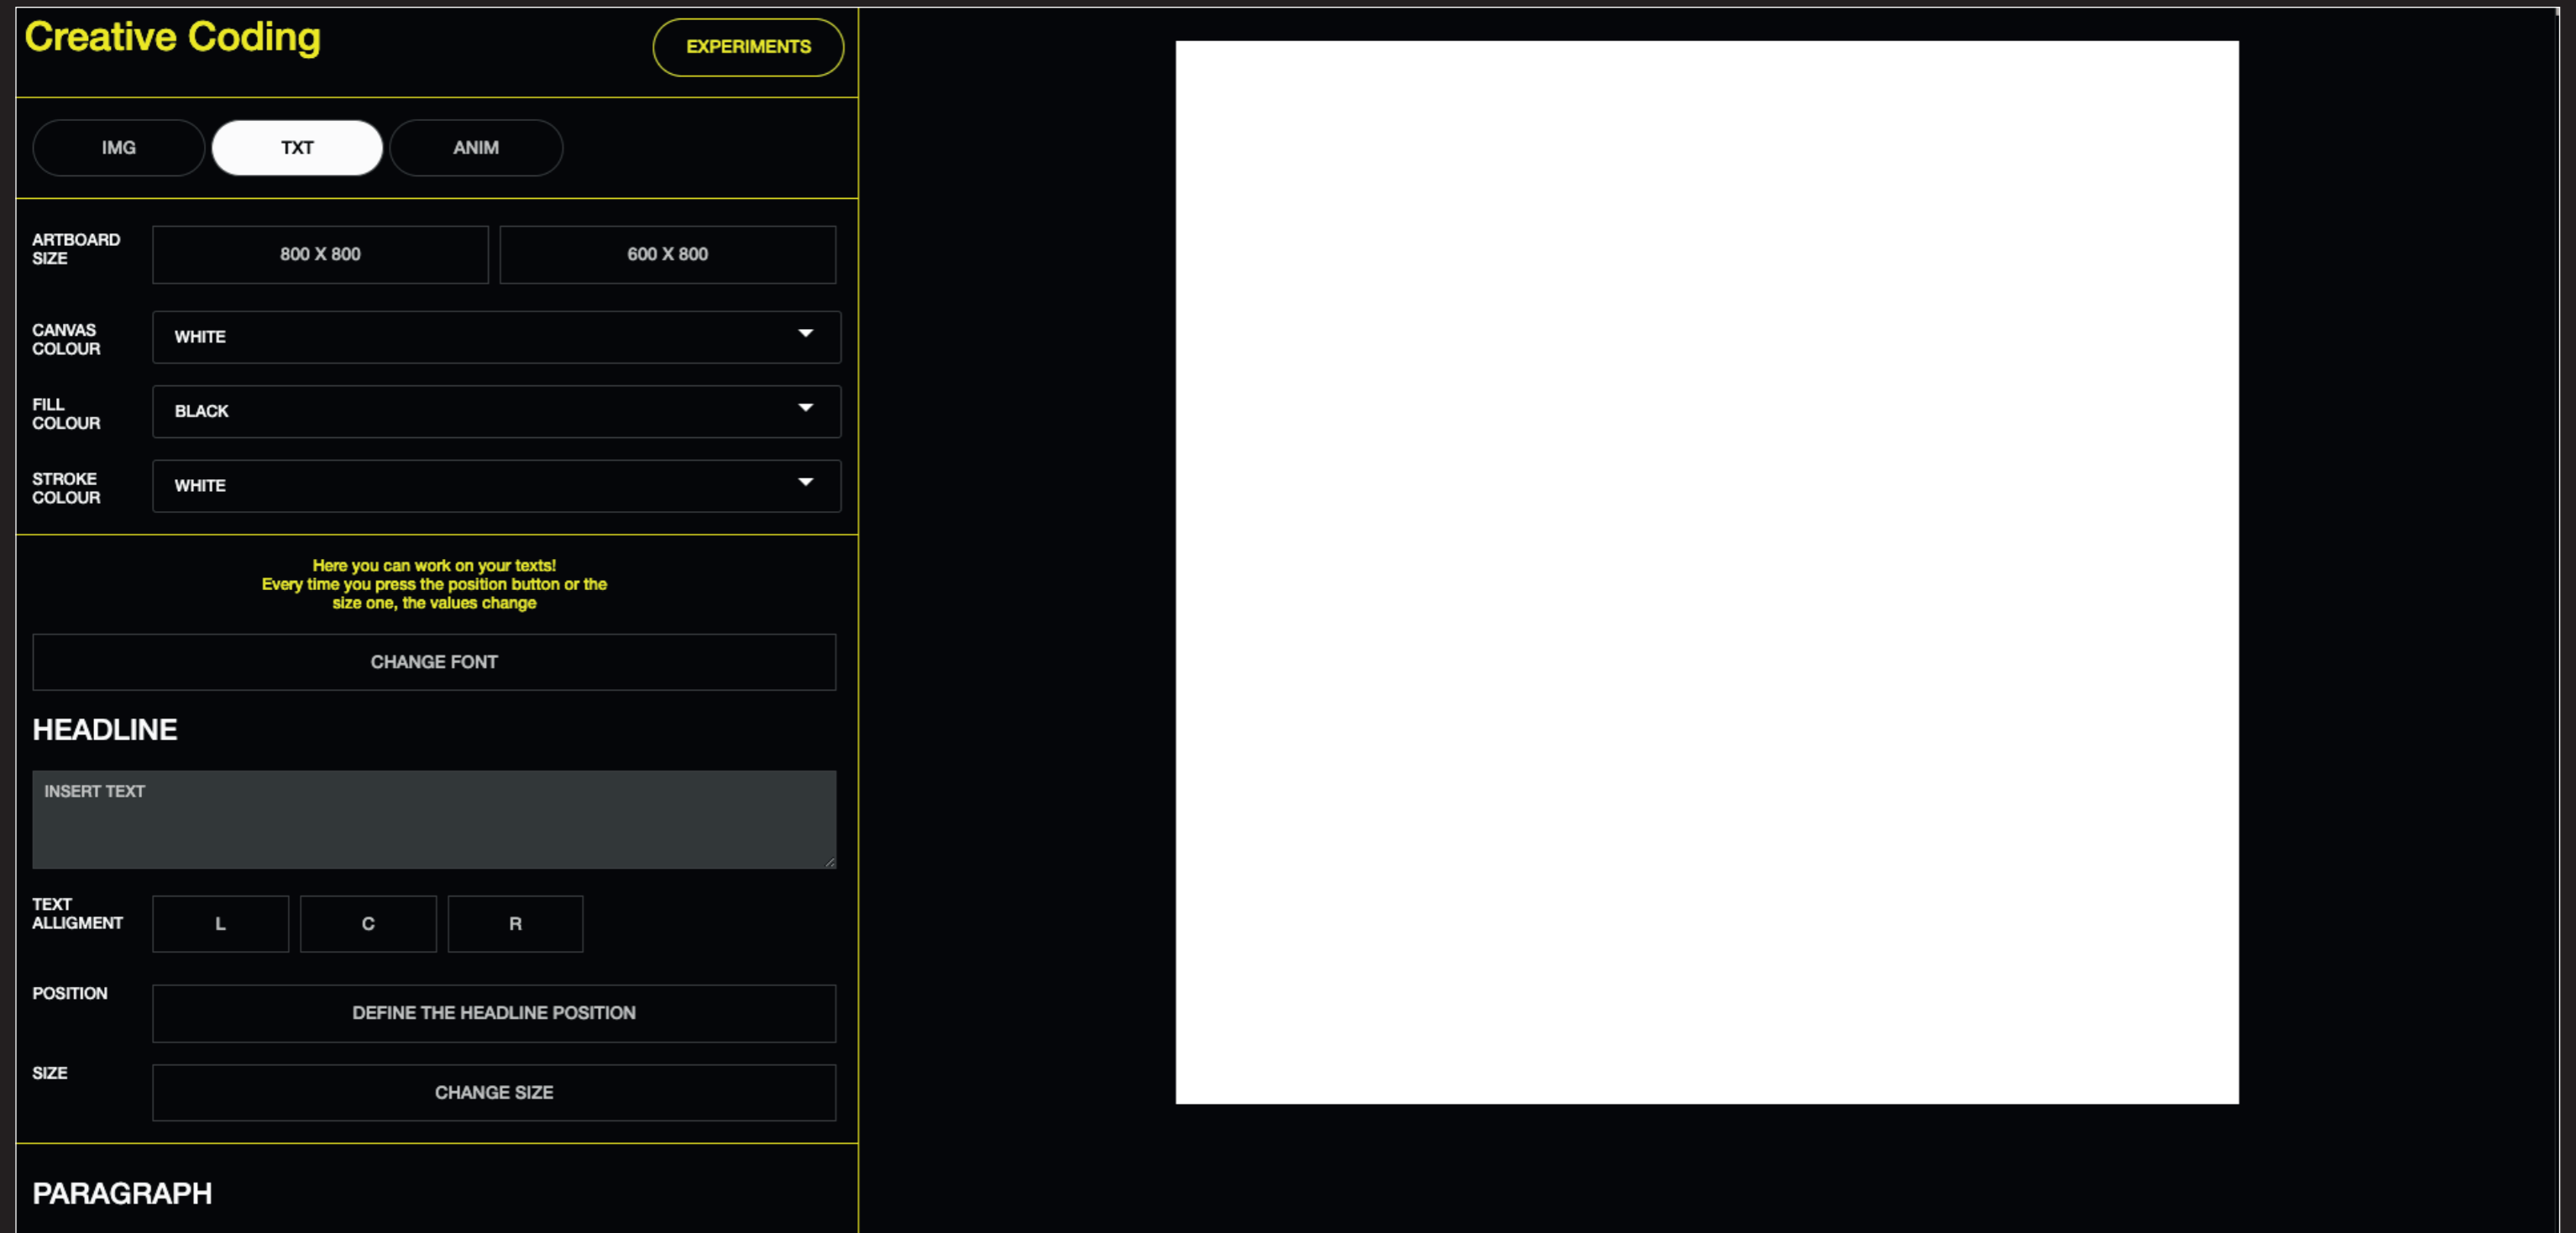 Creative Coding
EXPERIMENTS
IMG
TXT
ANIM
ARTBOARD
SIZE
800 X 800
600 X 800
CANVAS
COLOUR
WHITE
FILL
COLOUR
BLACK
STROKE
COLOUR
WHITE
Here you can work on your texts!
Every time you press the position button or the
size one, the values change
CHANGE FONT
HEADLINE
INSERT TEXT
TEXT
ALLIGMENT
L
C
R
POSITION
DEFINE THE HEADLINE POSITION
SIZE
CHANGE SIZE
PARAGRAPH